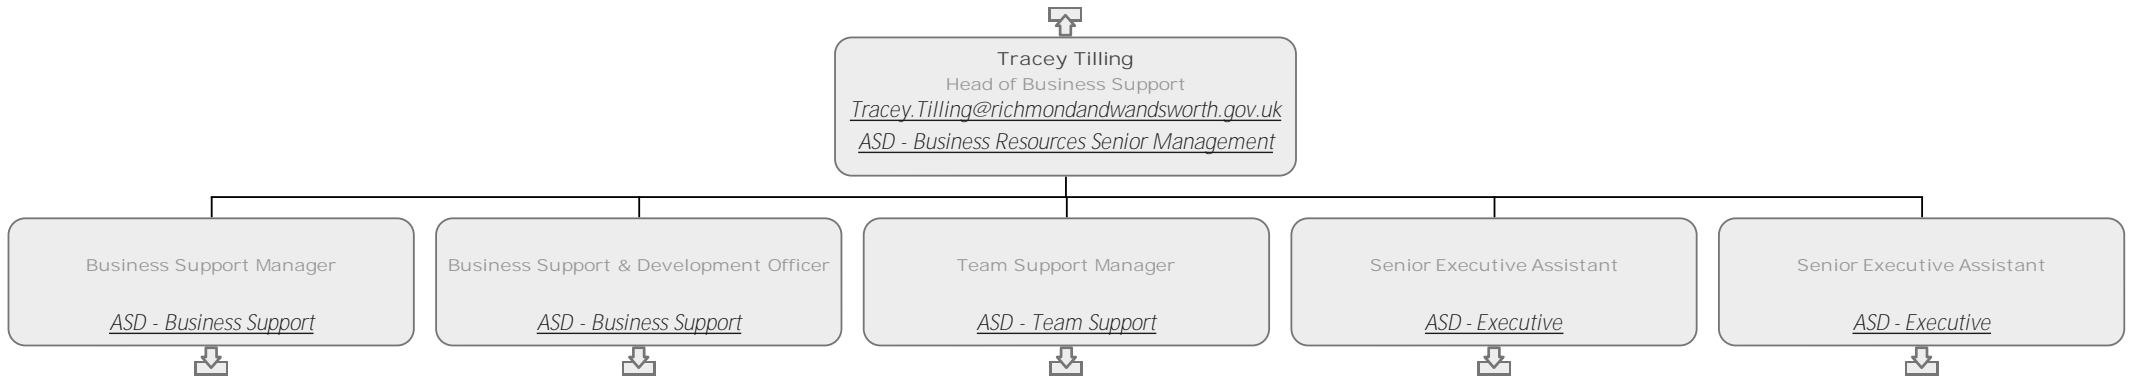 Tracey Tilling
Head of Business Support
Tracey.Tilling@richmondandwandsworth.gov.uk
ASD - Business Resources Senior Management
Business Support Manager
ASD - Business Support
Business Support & Development Officer
ASD - Business Support
Team Support Manager
ASD - Team Support
Senior Executive Assistant
ASD - Executive
Senior Executive Assistant
ASD - Executive